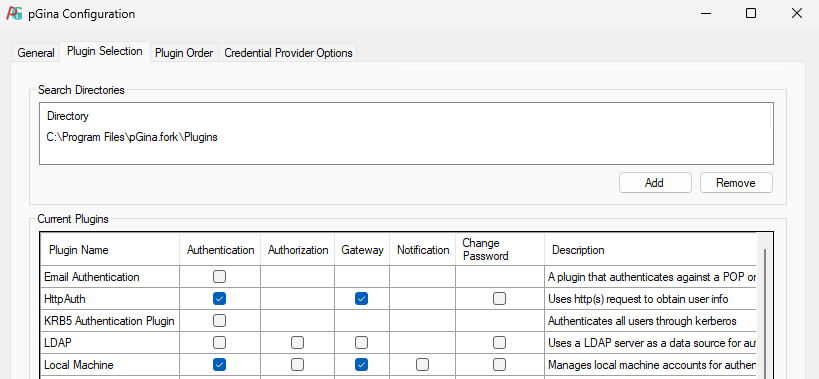 pGina Configuration
General Plugin Selection Plugin Order Credential Provider Options
Search Directories
Directory
C:\Program Files\pGina.fork\Plugins
Add Remove
Current Plugins
Plugin Name Authentication Authorization Gateway Notification Change Password Description
Email Authentication A plugin that authenticates against a POP or
HttpAuth Uses http(s) request to obtain user info
KRB5 Authentication Plugin Authenticates all users through kerberos
LDAP Uses a LDAP server as a data source for au
Local Machine Manages local machine accounts for authen